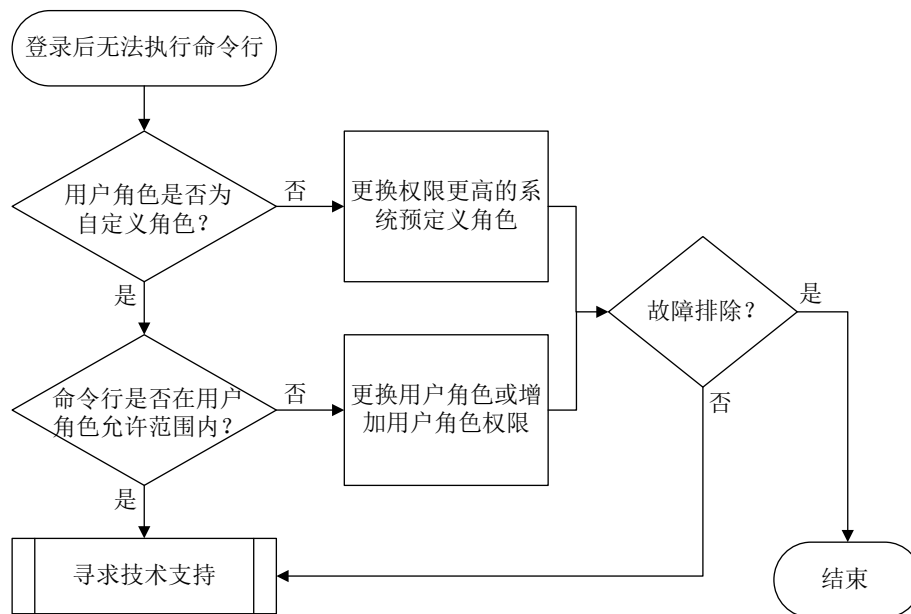 登录后无法执行命令行
用户角色是否为
自定义角色？
否
更换权限更高的系
统预定义角色
是
故障排除？
是
命令行是否在用户
角色允许范围内？
否
更换用户角色或增
加用户角色权限
否
是
寻求技术支持
结束